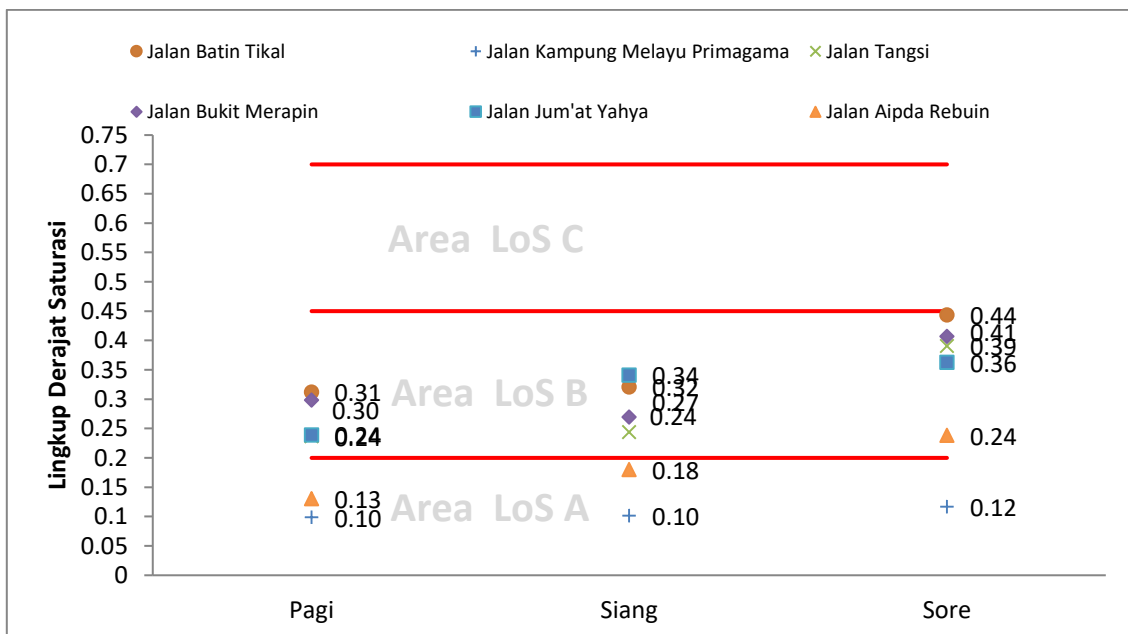 Jalan Batin Tikal
Jalan Kampung Melayu Primagama
Jalan Tangsi
Jalan Bukit Merapin
Jalan Jum'at Yahya
Jalan Aipda Rebuin
Lingkup Derajat Saturasi
0.75
0.7
0.65
0.6
0.55
0.5
0.45
0.4
0.35
0.3
0.25
0.2
0.15
0.1
0.05
0
Area LoS C
Area LoS B
Area LoS A
0.31
0.30
0.24
0.24
0.13
0.10
0.34
0.32
0.27
0.24
0.18
0.10
0.44
0.41
0.39
0.36
0.24
0.12
Pagi
Siang
Sore